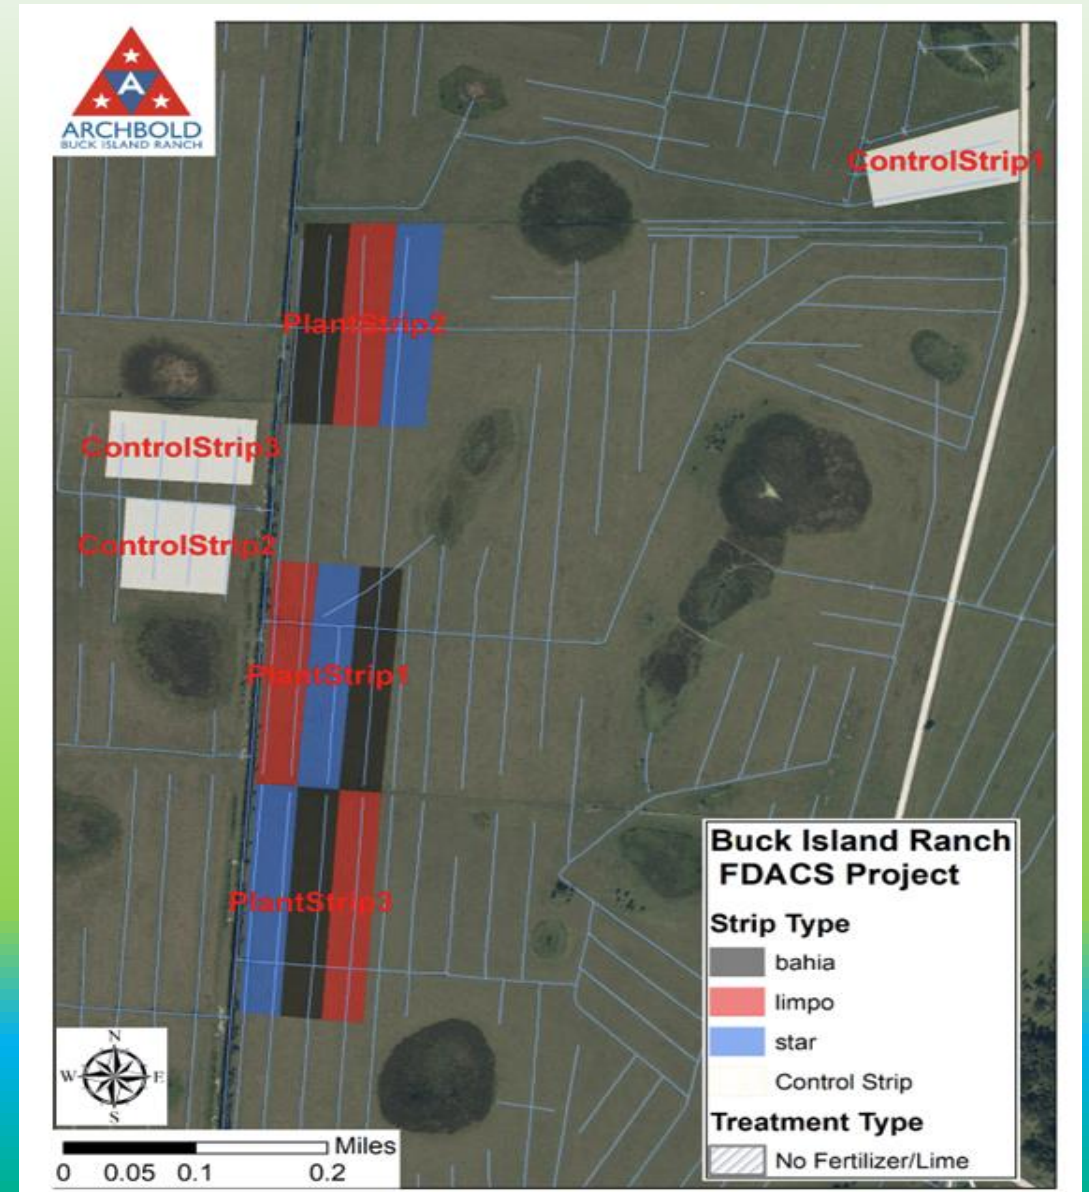 A
ARCHBOLD
BUCK ISLAND RANCH
ControlStrip1
PlantStrip2
ControlStrip3
ControlStrip2
PlantStrip1
PlantStrip3
Buck Island Ranch
FDACS Project
Strip Type
bahia
limpo
star
Control Strip
Treatment Type
No Fertilizer/Lime
N
W E
S
Miles
0 0.05 0.1 0.2